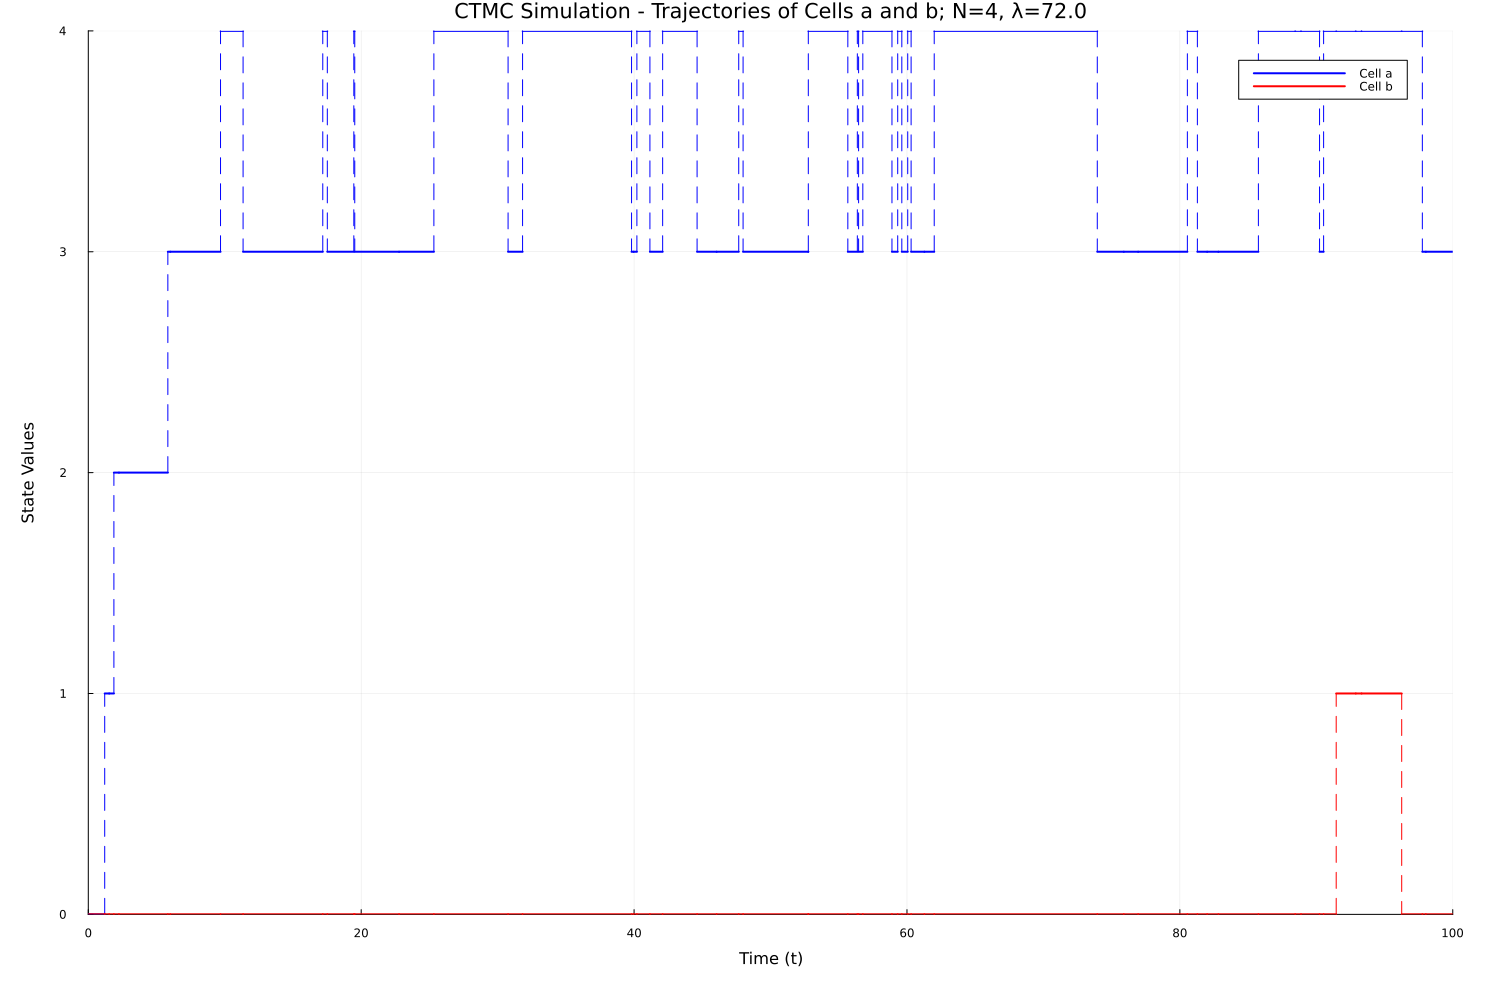 CTMC Simulation - Trajectories of Cells a and b; N=4, λ=72.0
4
Cell a
Cell b
3
State Values
2
1
0
0 20 40 60 80 100
Time (t)